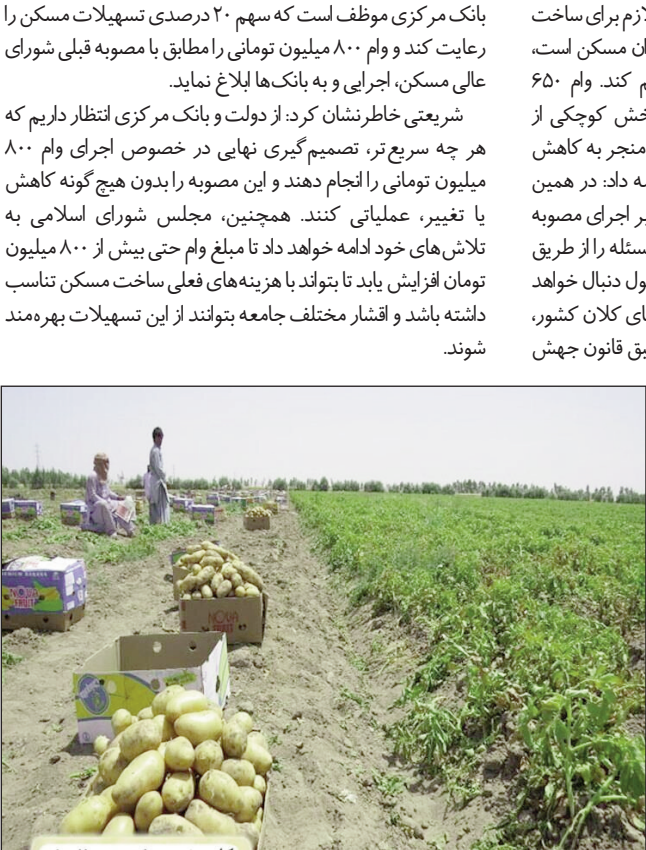 بانک مرکزی موظف است که سهم ۲۰ درصدی تسهیلات مسکن را
رعایت کند و وام ۸۰۰ میلیون تومانی را مطابق با مصوبه قبلی شورای
عالی مسکن، اجرایی و به بانک‌ها ابلاغ نماید.
شریعتی خاطرنشان کرد: از دولت و بانک مرکزی انتظار داریم که
هر چه سریع‌تر، تصمیم‌گیری نهایی در خصوص اجرای وام ۸۰۰
میلیون تومانی را انجام دهند و این مصوبه را بدون هیچ‌گونه کاهش
یا تغییر، عملیاتی کنند. همچنین، مجلس شورای اسلامی به
تلاش‌های خود ادامه خواهد داد تا مبلغ وام حتی بیش از ۸۰۰ میلیون
تومان افزایش یابد تا بتواند با هزینه‌های فعلی ساخت مسکن تناسب
داشته باشد و اقشار مختلف جامعه بتوانند از این تسهیلات بهره‌مند
شوند.
لازم برای ساخت
مسکن است،
کند. وام ۶۵۰
کوچکی از
منجر به کاهش
داد: در همین
اجرای مصوبه
را از طریق
دنبال خواهد
کلان کشور،
قانون جهش
NOVA
FRUIT
NOVA